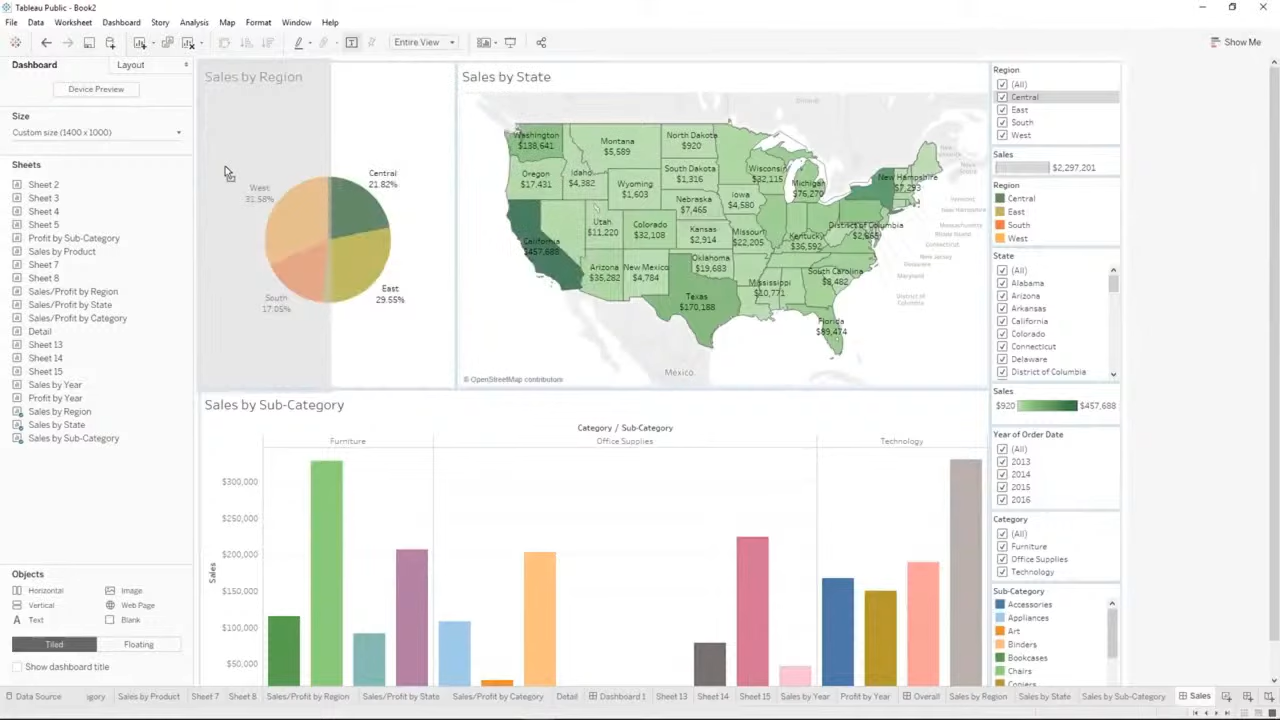 Tableau Public - Book2
File Data Worksheet Dashboard Story Analysis Map Format Window Help
Entire View
Show Me
Dashboard Layout
Device Preview
Size
Custom size (1400 x 1000)
Sheets
Sheet 2
Sheet 3
Sheet 4
Sheet 5
Profit by Sub-Category
Sales by Product
Sheet 7
Sheet 8
Sales/Profit by Region
Sales/Profit by State
Sales/Profit by Category
Detail
Sheet 13
Sheet 14
Sheet 15
Sales by Year
Profit by Year
Sales by Region
Sales by State
Sales by Sub-Category
Objects
Horizontal Image
Vertical Web Page
Text Blank
Tiled Floating
Show dashboard title
Sales by Region
Central
21.82%
West
31.58%
East
29.55%
South
17.05%
Sales by State
Washington
$138,641
Montana
$5,589
North Dakota
$920
Oregon
$17,431
Idaho
$4,382
South Dakota
$1,316
Wisconsin
$32,115
Michigan
$76,270
New Hampshire
$7,293
Wyoming
$1,603
Nebraska
$7,465
Iowa
$4,580
Utah
$11,220
Colorado
$32,108
Kansas
$2,914
Missouri
$22,205
Kentucky
$36,592
District of Columbia
California
$457,688
Arizona
$35,282
New Mexico
$4,784
Oklahoma
$19,683
South Carolina
$8,482
Texas
$170,188
Mississippi
$10,771
Florida
$89,474
Vermont
New Hampshire
Massachusetts
Rhode Island
Connecticut
New Jersey
Delaware
Maryland
District of
Columbia
Mexico
© OpenStreetMap contributors
Sales by Sub-Category
Category / Sub-Category
Furniture Office Supplies Technology
Sales
$300,000
$250,000
$200,000
$150,000
$100,000
$50,000
Region
(All)
Central
East
South
West
Sales
$2,297,201
Region
Central
East
South
West
State
(All)
Alabama
Arizona
Arkansas
California
Colorado
Connecticut
Delaware
District of Columbia
Sales
$920 $457,688
Year of Order Date
(All)
2013
2014
2015
2016
Category
(All)
Furniture
Office Supplies
Technology
Sub-Category
Accessories
Appliances
Art
Binders
Bookcases
Chairs
Copiers
Data Source igory Sales by Product Sheet 7 Sheet 8 Sales/Profit by Region Sales/Profit by State Sales/Profit by Category Detail Dashboard 1 Sheet 13 Sheet 14 Sheet 15 Sales by Year Profit by Year Overall Sales by Region Sales by State Sales by Sub-Category Sales